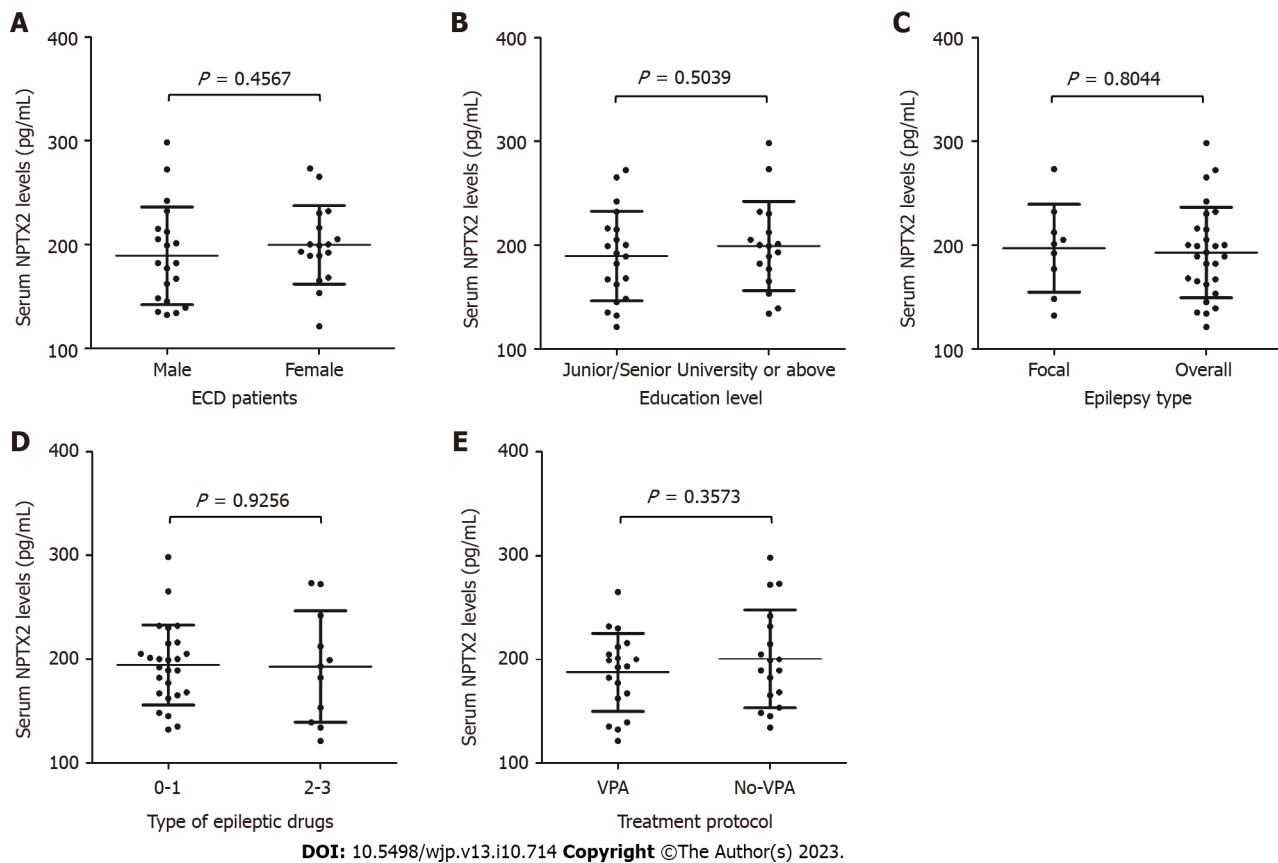 A
Serum NPTX2 levels (pg/mL)
400
300
200
100
P = 0.4567
Male Female
ECD patients
B
Serum NPTX2 levels (pg/mL)
400
300
200
100
P = 0.5039
Junior/Senior University or above
Education level
C
Serum NPTX2 levels (pg/mL)
400
300
200
100
P = 0.8044
Focal Overall
Epilepsy type
D
Serum NPTX2 levels (pg/mL)
400
300
200
100
P = 0.9256
0-1 2-3
Type of epileptic drugs
E
Serum NPTX2 levels (pg/mL)
400
300
200
100
P = 0.3573
VPA No-VPA
Treatment protocol
DOI: 10.5498/wjp.v13.i10.714 Copyright ©The Author(s) 2023.